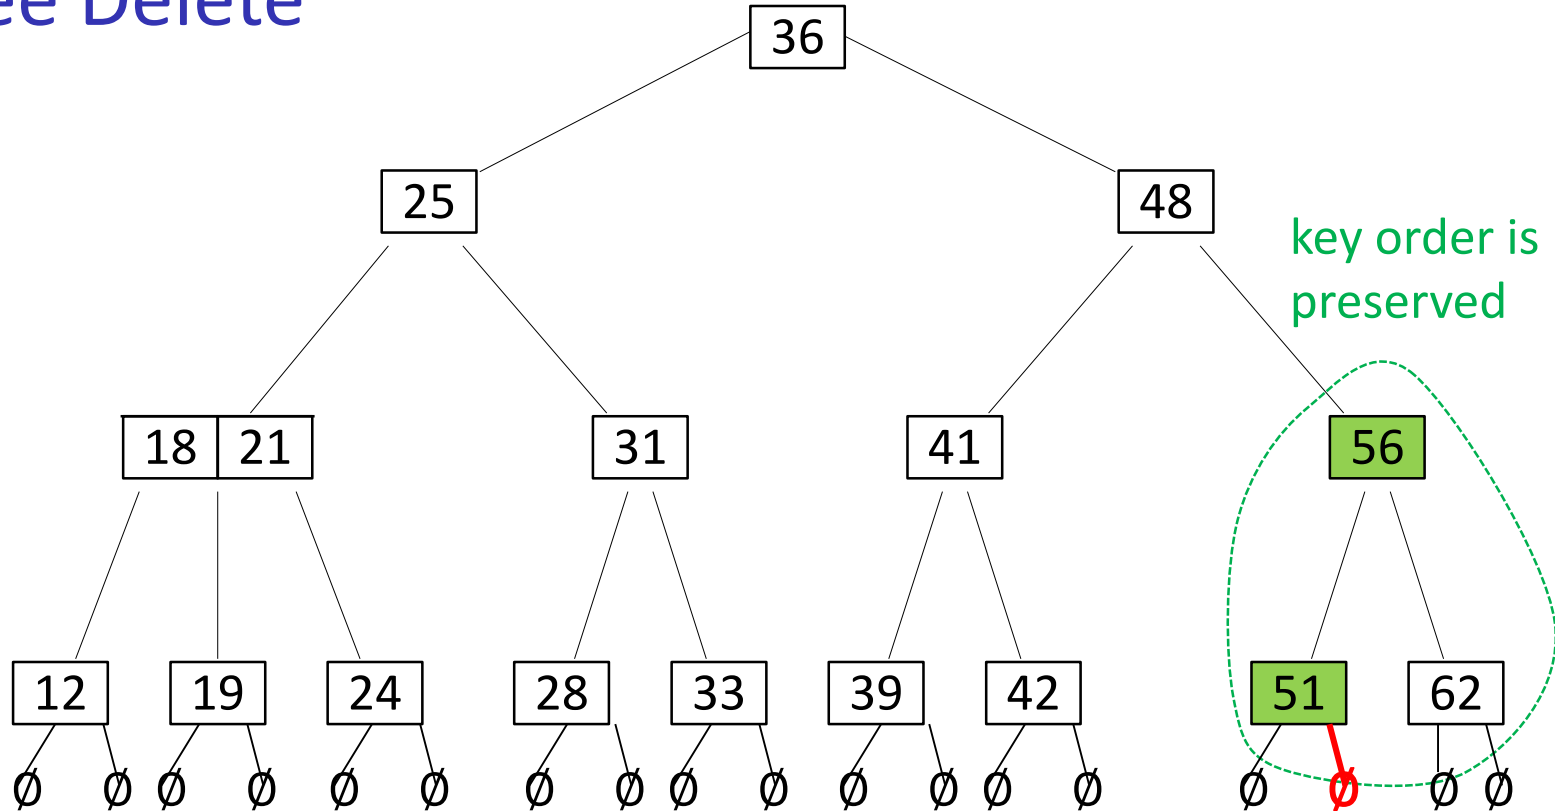 ee Delete
36
25 48
key order is
preserved
18 21 31 41 56
12 19 24 28 33 39 42 51 62
Ø Ø Ø Ø Ø Ø Ø Ø Ø Ø Ø Ø Ø Ø Ø Ø Ø Ø